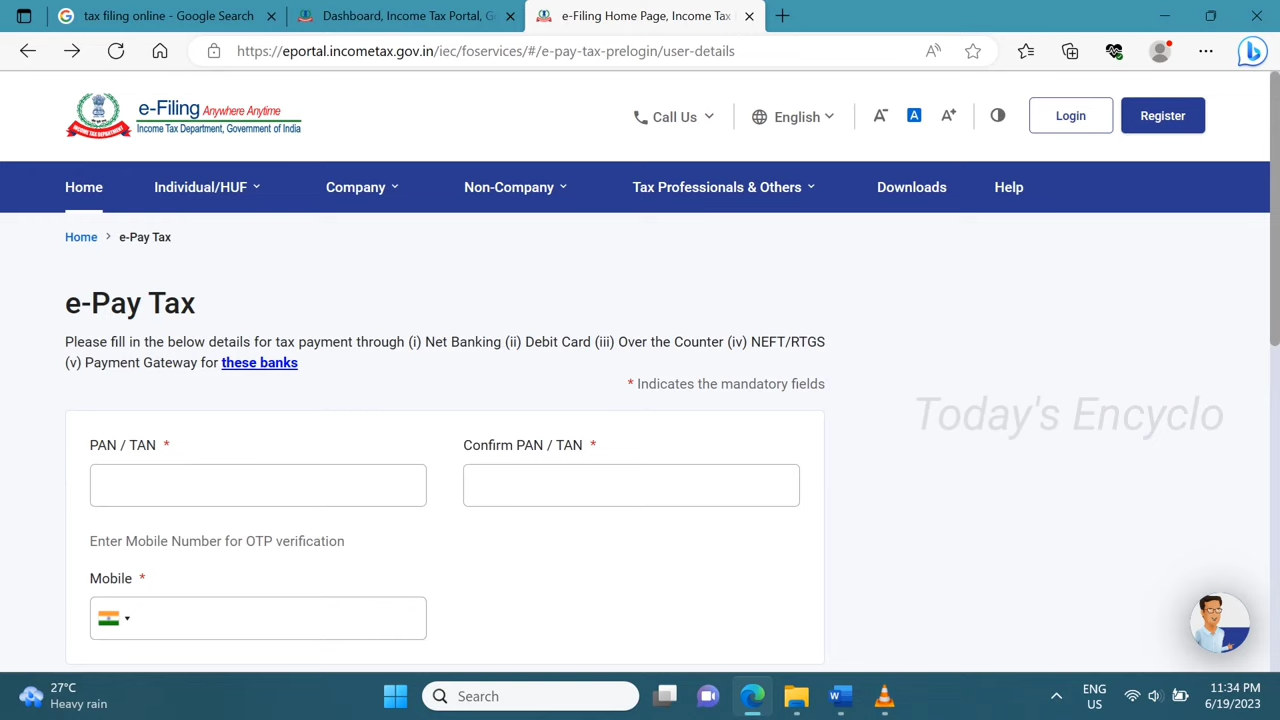 tax filing online - Google Search
Dashboard, Income Tax Portal, G
e-Filing Home Page, Income Tax
https://eportal.incometax.gov.in/iec/foservices/#/e-pay-tax-prelogin/user-details
e-Filing Anywhere Anytime
Income Tax Department, Government of India
Call Us
English
A-
A
A+
Login
Register
Home
Individual/HUF
Company
Non-Company
Tax Professionals & Others
Downloads
Help
Home > e-Pay Tax
e-Pay Tax
Please fill in the below details for tax payment through (i) Net Banking (ii) Debit Card (iii) Over the Counter (iv) NEFT/RTGS
(v) Payment Gateway for these banks
* Indicates the mandatory fields
Today's Encyclo
PAN / TAN *
Confirm PAN / TAN *
Enter Mobile Number for OTP verification
Mobile *
27°C
Heavy rain
Search
ENG
US
11:34 PM
6/19/2023